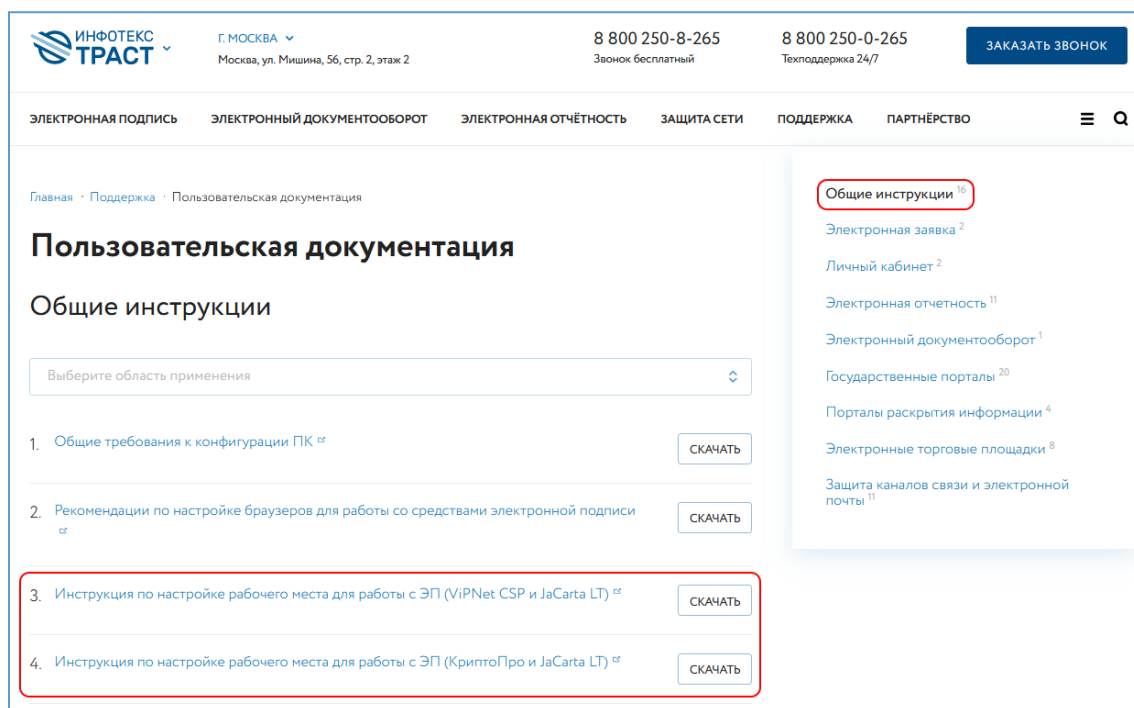 ИНФОТЕКС
ТРАСТ
Г. МОСКВА
Москва, ул. Мишина, 56, стр. 2, этаж 2
8 800 250-8-265
Звонок бесплатный
8 800 250-0-265
Техподдержка 24/7
ЗАКАЗАТЬ ЗВОНОК
ЭЛЕКТРОННАЯ ПОДПИСЬ ЭЛЕКТРОННЫЙ ДОКУМЕНТООБОРОТ ЭЛЕКТРОННАЯ ОТЧЁТНОСТЬ ЗАЩИТА СЕТИ ПОДДЕРЖКА ПАРТНЁРСТВО
Главная · Поддержка · Пользовательская документация
Пользовательская документация
Общие инструкции
Выберите область применения
1. Общие требования к конфигурации ПК СКАЧАТЬ
2. Рекомендации по настройке браузеров для работы со средствами электронной подписи СКАЧАТЬ
3. Инструкция по настройке рабочего места для работы с ЭП (ViPNet CSP и JaCarta LT) СКАЧАТЬ
4. Инструкция по настройке рабочего места для работы с ЭП (КриптоПро и JaCarta LT) СКАЧАТЬ
Общие инструкции 16
Электронная заявка 2
Личный кабинет 2
Электронная отчетность 11
Электронный документооборот 1
Государственные порталы 20
Порталы раскрытия информации 4
Электронные торговые площадки 8
Защита каналов связи и электронной
почты 11